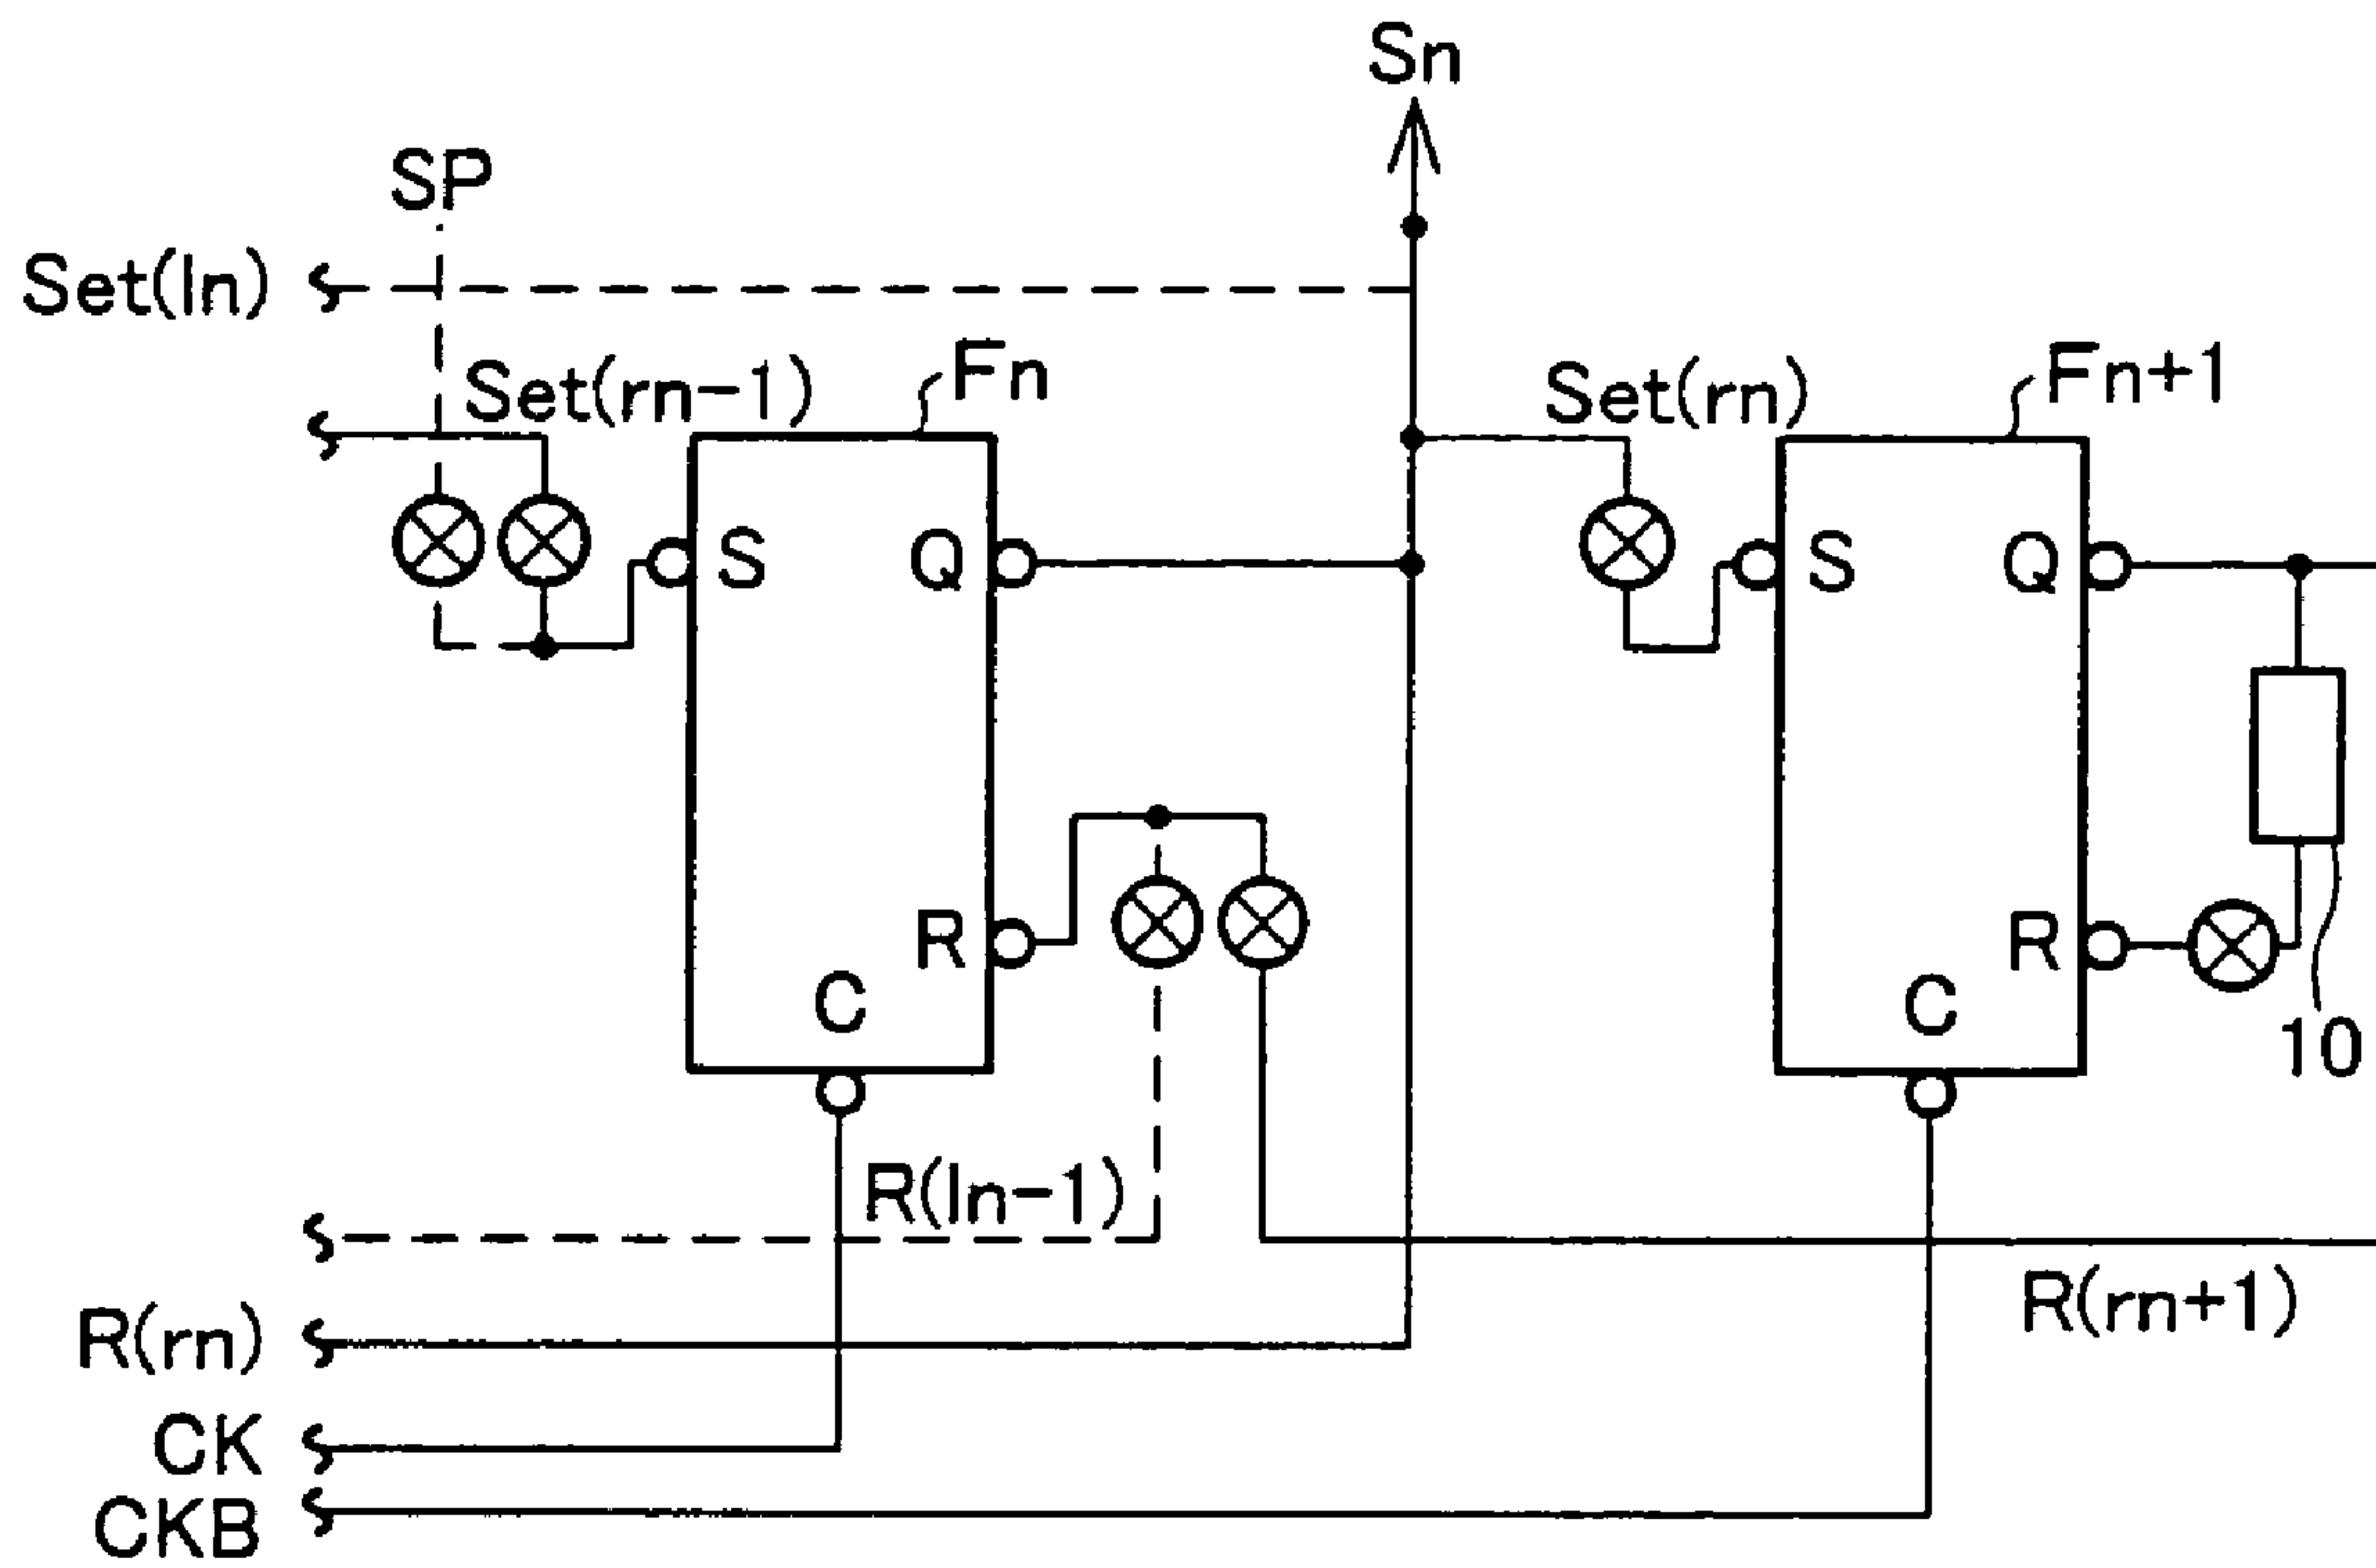 Sn
SP
Set(ln)
Set(rn-1)
Fn
Set(rn)
Fn+1
S
Q
S
Q
R
R
C
C
10
R(ln-1)
R(rn+1)
R(rn)
CK
CKB